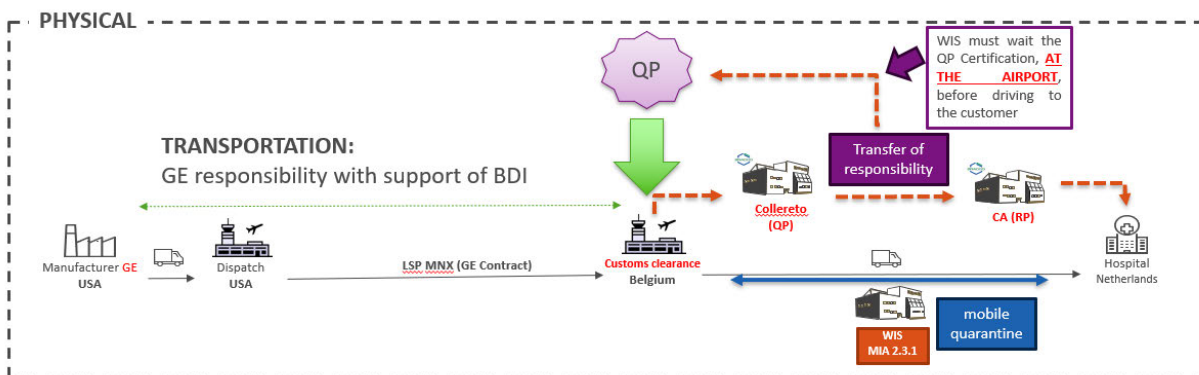 PHYSICAL
WIS must wait the
QP Certification, AT
THE AIRPORT,
before driving to
the customer
QP
TRANSPORTATION:
GE responsibility with support of BDI
Transfer of
responsibility
Collereto
(QP)
CA (RP)
Manufacturer GE
USA
Dispatch
USA
LSP MNX (GE Contract)
Customs clearance
Belgium
Hospital
Netherlands
WIS
MIA 2.3.1
mobile
quarantine